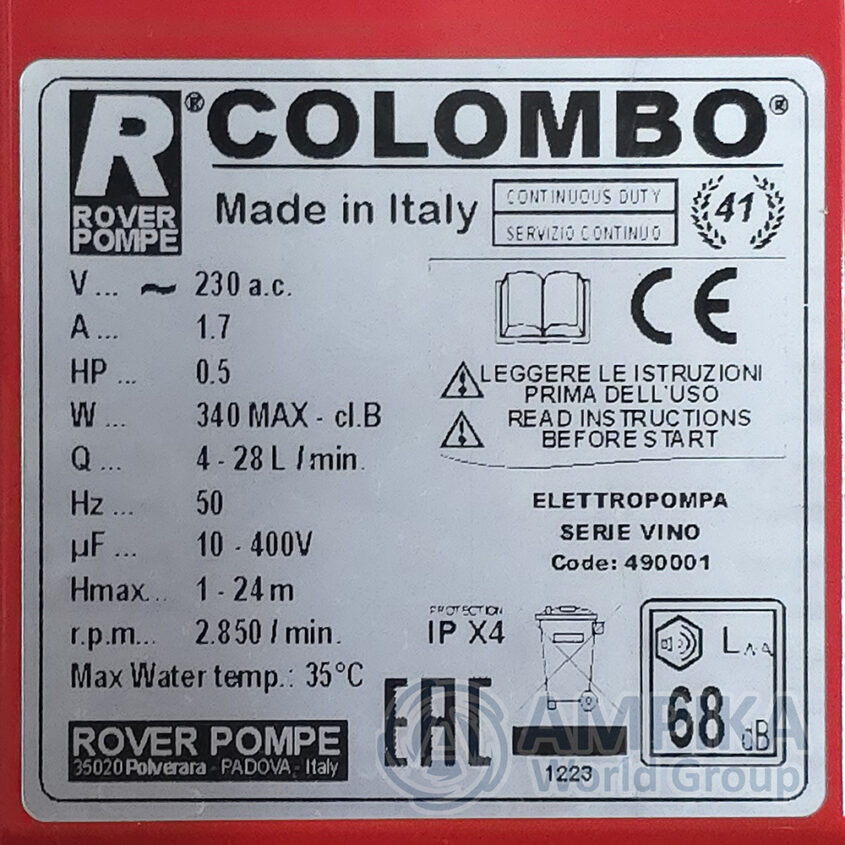 R® COLOMBO®
ROVER
POMPE
Made in Italy
CONTINUOUS DUTY
SERVIZIO CONTINUO
41
V... ~ 230 a.c.
A ... 1.7
HP ... 0.5
W ... 340 MAX - cl.B
Q ... 4 - 28 L / min.
Hz ... 50
µF ... 10 - 400V
Hmax... 1 - 24 m
r.p.m... 2.850 / min.
Max Water temp.: 35°C
CE
LEGGERE LE ISTRUZIONI
PRIMA DELL'USO
READ INSTRUCTIONS
BEFORE START
ELETTROPOMPA
SERIE VINO
Code: 490001
PROTECTION
IP X4
EAC
1223
68 dB
ROVER POMPE
35020 Polverara - PADOVA - Italy
AMPIKA
World Group